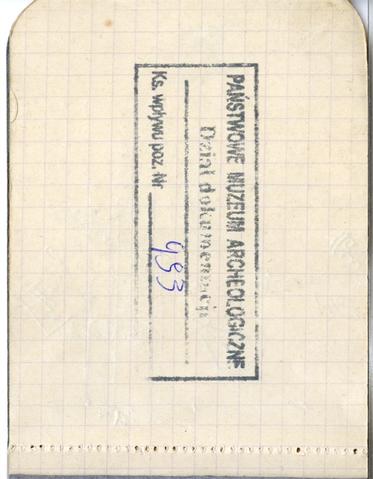 PAŃSTWOWE MUZEUM ARCHEOLOGICZNE
Dział dokumentacji
Ks. wpływu poz. Nr 493